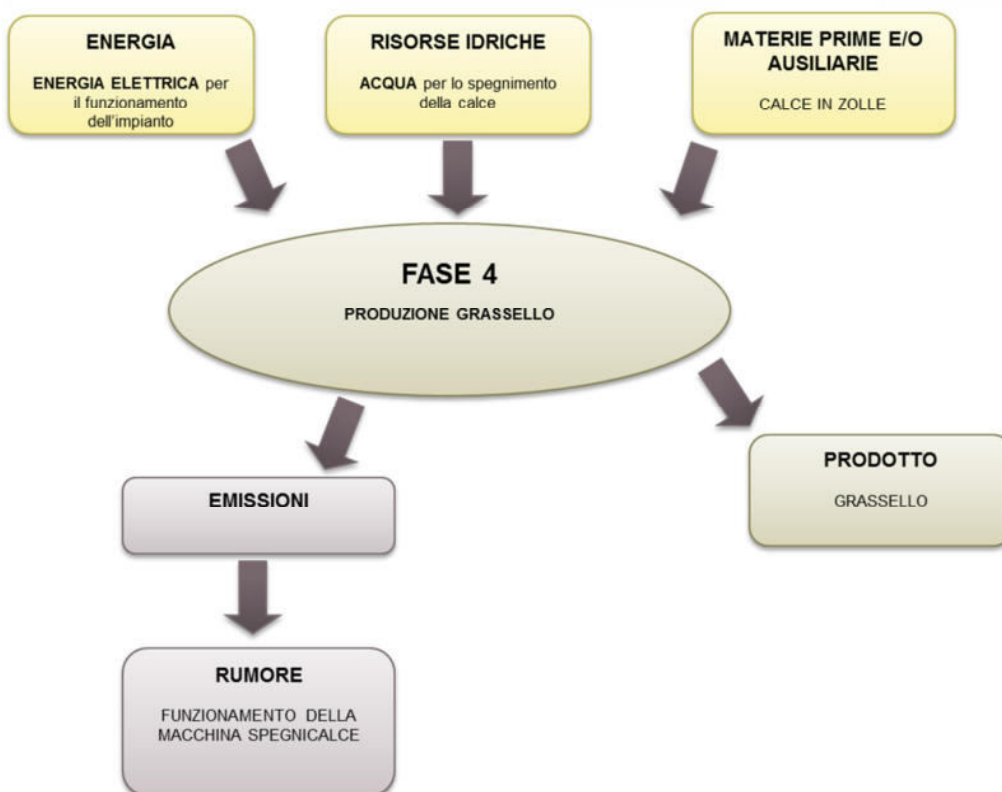 ENERGIA
ENERGIA ELETTRICA per
il funzionamento
dell'impianto
RISORSE IDRICHE
ACQUA per lo spegnimento
della calce
MATERIE PRIME E/O
AUSILIARIE
CALCE IN ZOLLE
FASE 4
PRODUZIONE GRASSELLO
EMISSIONI
PRODOTTO
GRASSELLO
RUMORE
FUNZIONAMENTO DELLA
MACCHINA SPEGNICALCE